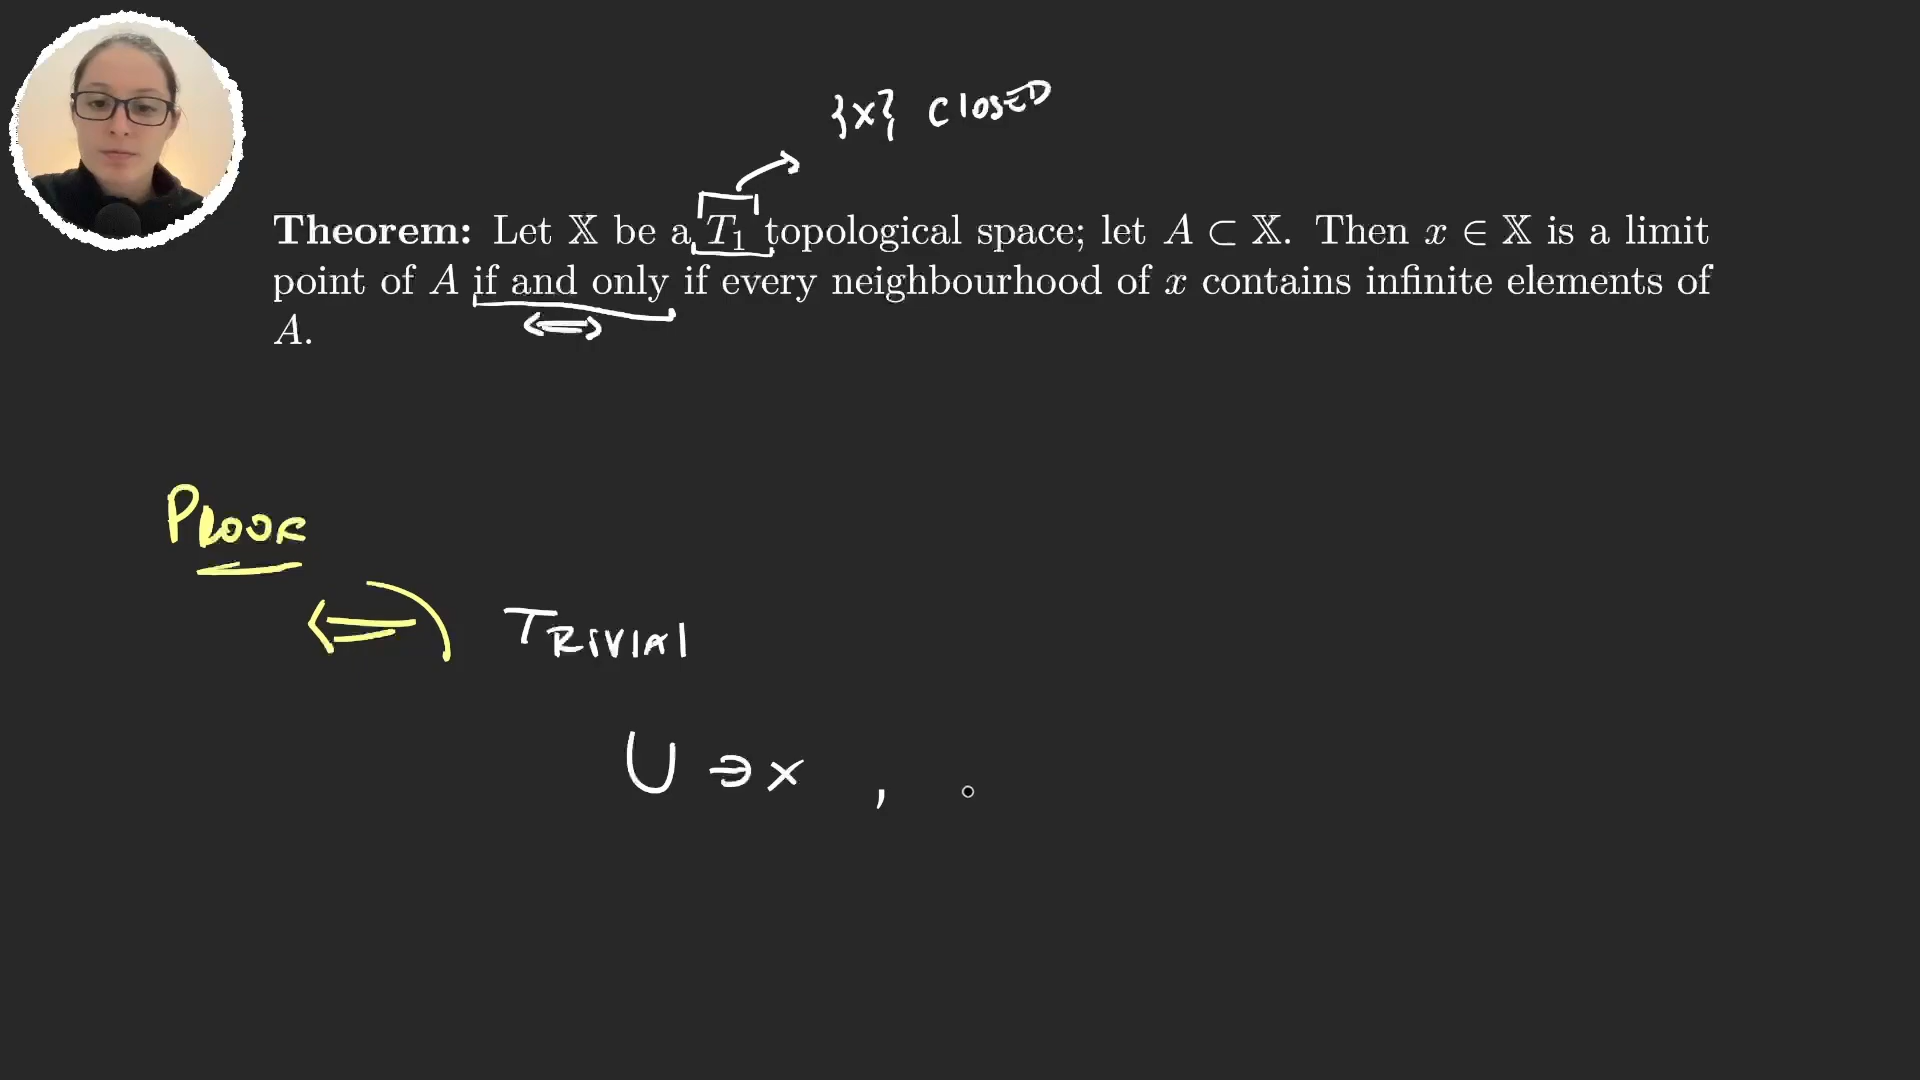 {x} CLOSED
Theorem: Let 𝕏 be a T₁ topological space; let A ⊂ 𝕏. Then x ∈ 𝕏 is a limit
point of A if and only if every neighbourhood of x contains infinite elements of
A.
⇔
PROOF
⇐) TRIVIAL
U ∋ x ,